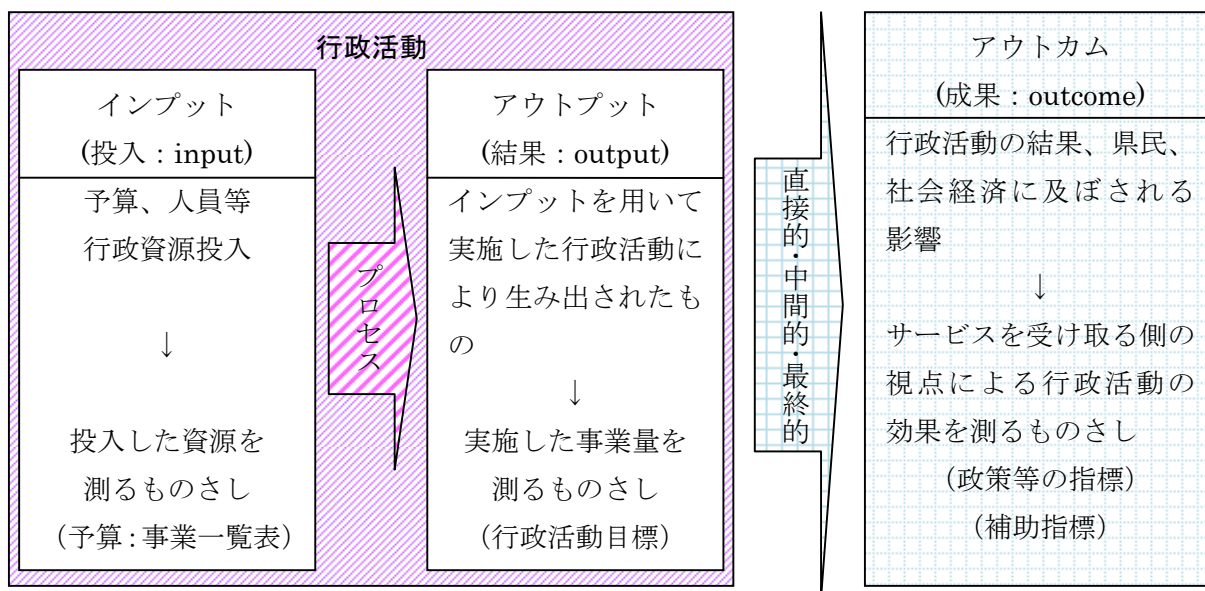 行政活動
インプット
(投入：input)
予算、人員等
行政資源投入
↓
投入した資源を
測るものさし
（予算：事業一覧表）
プロセス
アウトプット
(結果：output)
インプットを用いて
実施した行政活動に
より生み出されたも
の
↓
実施した事業量を
測るものさし
（行政活動目標）
直接的・中間的・最終的
アウトカム
(成果：outcome)
行政活動の結果、県民、
社会経済に及ぼされる
影響
↓
サービスを受け取る側の
視点による行政活動の
効果を測るものさし
（政策等の指標）
（補助指標）